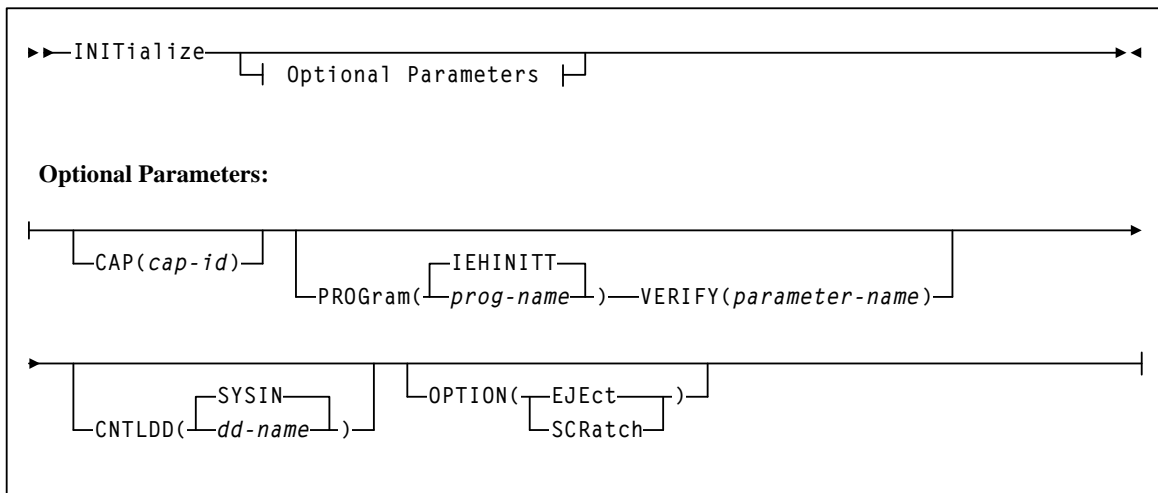 INITialize
Optional Parameters
Optional Parameters:
CAP(cap-id)
IEHINITT
PROGram( prog-name ) VERIFY(parameter-name)
SYSIN
CNTLDD( dd-name )
OPTION( EJEct )
SCRatch